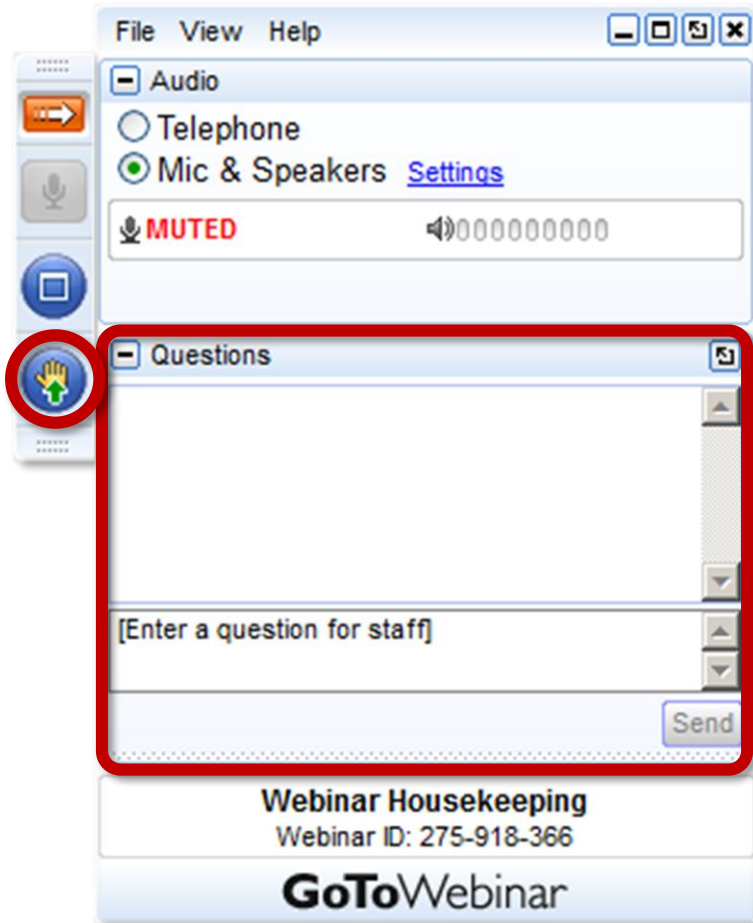 File View Help
Audio
Telephone
Mic & Speakers Settings
MUTED
Questions
[Enter a question for staff]
Send
Webinar Housekeeping
Webinar ID: 275-918-366
GoToWebinar